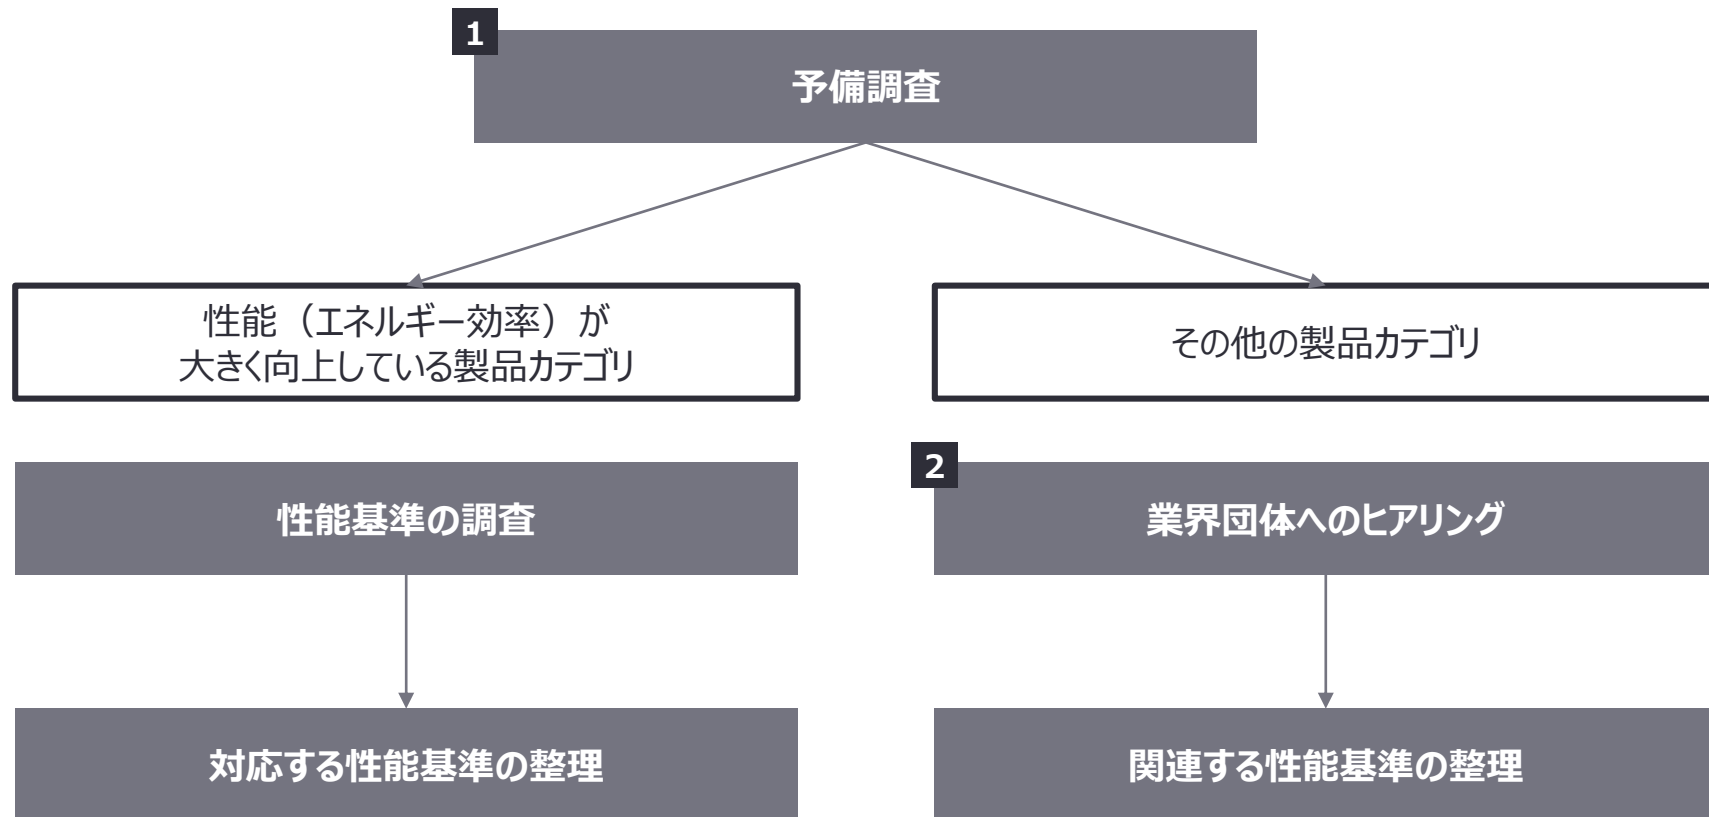 1
予備調査
性能（エネルギー効率）が
大きく向上している製品カテゴリ
その他の製品カテゴリ
性能基準の調査
2
業界団体へのヒアリング
対応する性能基準の整理
関連する性能基準の整理